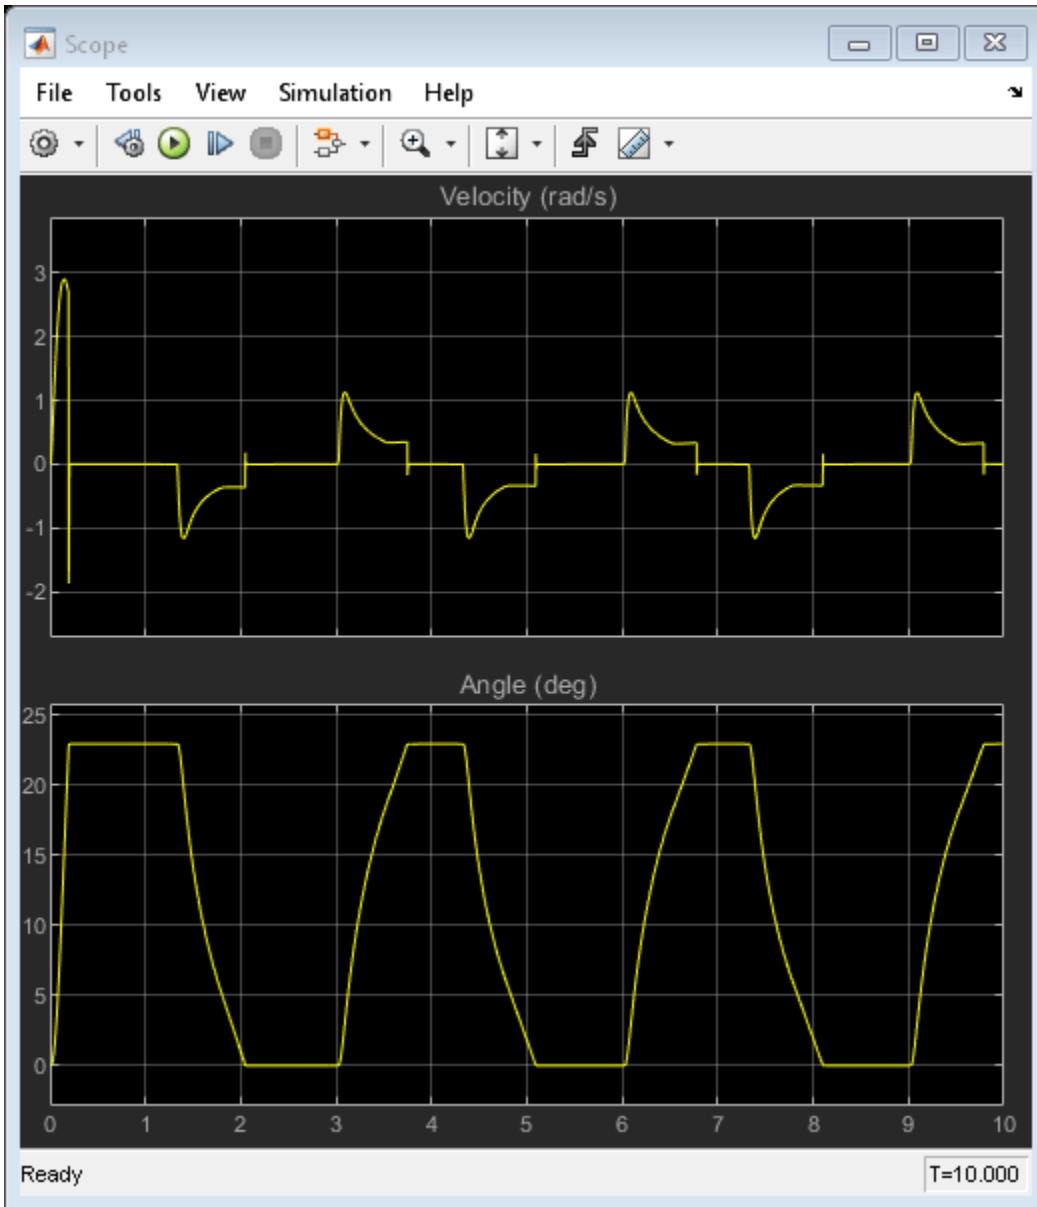 Scope
File Tools View Simulation Help
Velocity (rad/s)
3
2
1
0
-1
-2
Angle (deg)
25
20
15
10
5
0
0 1 2 3 4 5 6 7 8 9 10
Ready T=10.000